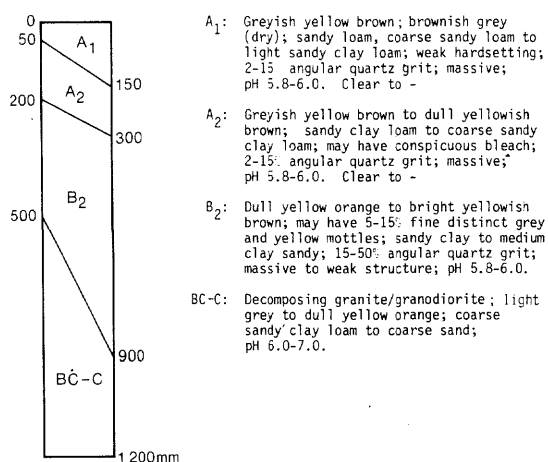 0
50
A1
150
A2
200
300
B2
500
900
BC-C
1 200mm
A1: Greyish yellow brown; brownish grey
(dry); sandy loam, coarse sandy loam to
light sandy clay loam; weak hardsetting;
2-15 angular quartz grit; massive;
pH 5.8-6.0. Clear to -
A2: Greyish yellow brown to dull yellowish
brown; sandy clay loam to coarse sandy
clay loam; may have conspicuous bleach;
2-15% angular quartz grit; massive;
pH 5.8-6.0. Clear to -
B2: Dull yellow orange to bright yellowish
brown; may have 5-15% fine distinct grey
and yellow mottles; sandy clay to medium
clay sandy; 15-50% angular quartz grit;
massive to weak structure; pH 5.8-6.0.
BC-C: Decomposing granite/granodiorite; light
grey to dull yellow orange; coarse
sandy clay loam to coarse sand;
pH 6.0-7.0.